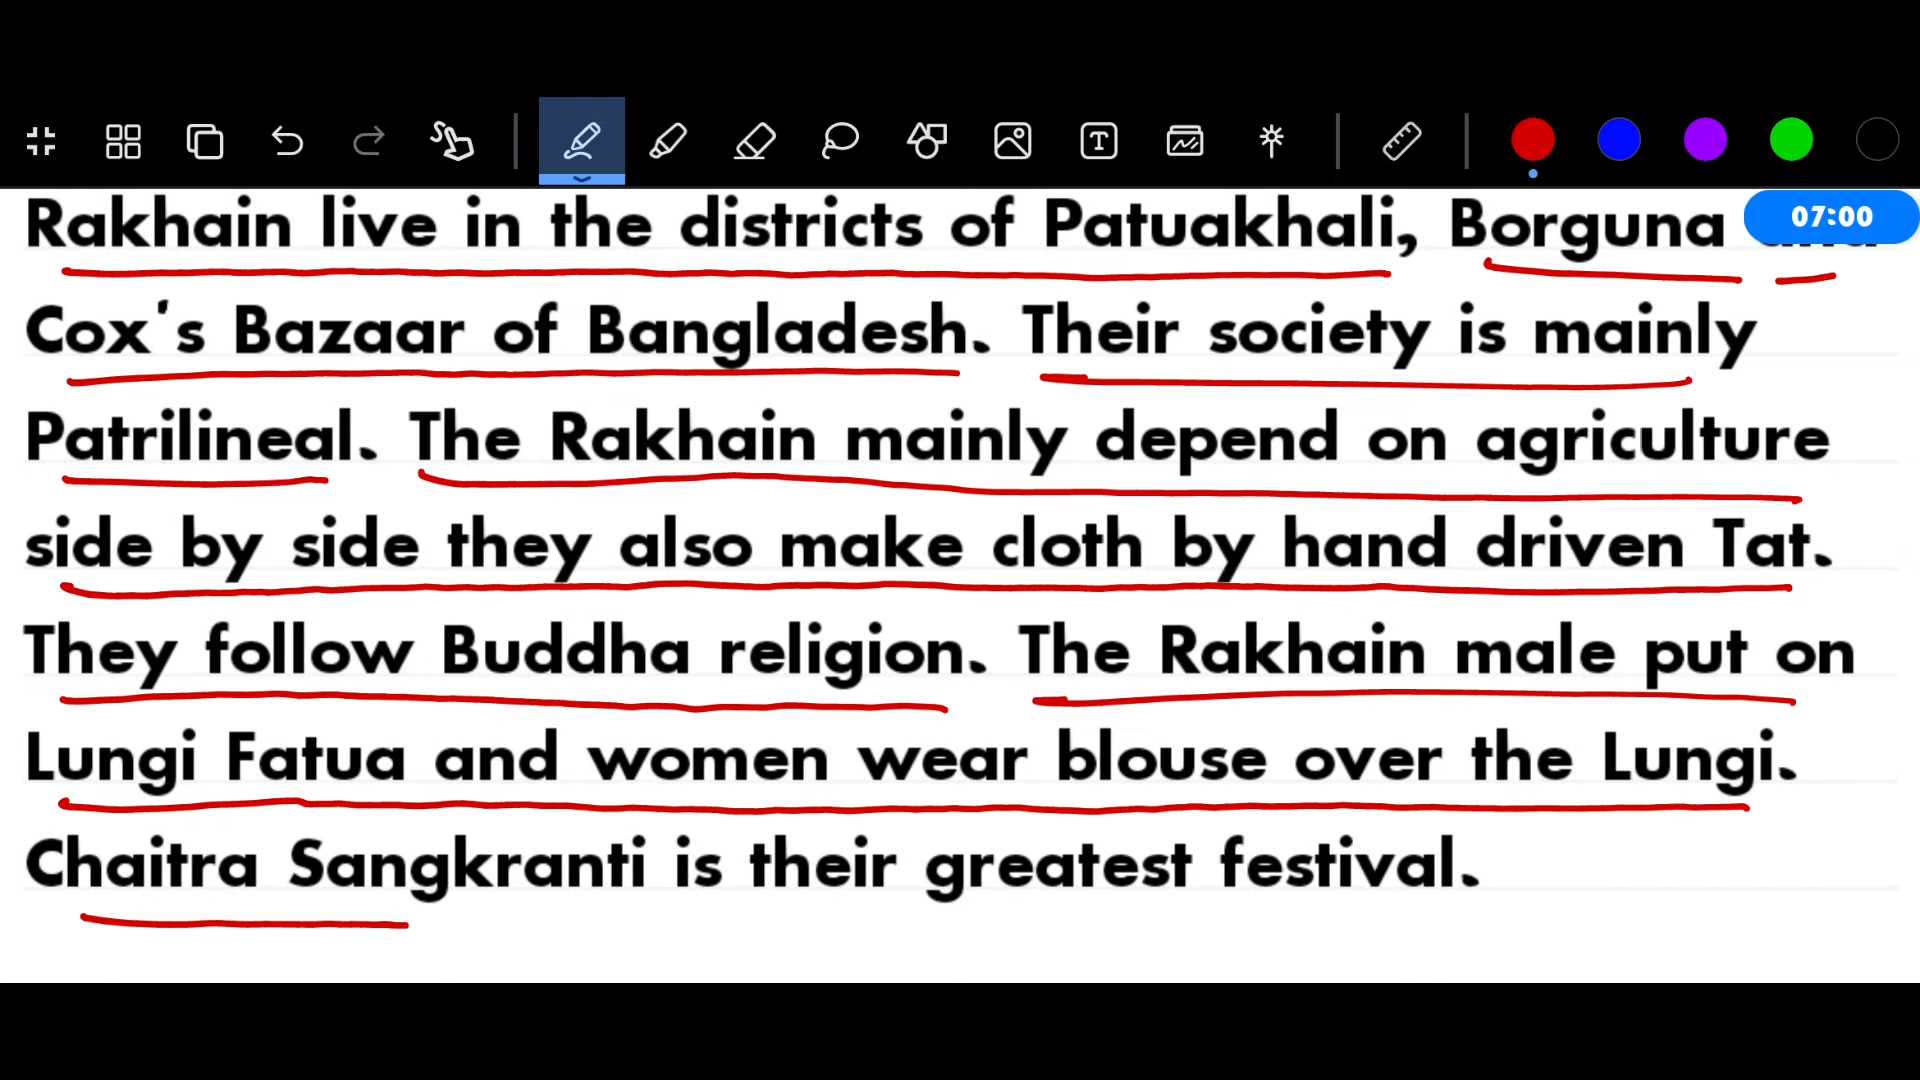 07:00
Rakhain live in the districts of Patuakhali, Borguna
Cox's Bazaar of Bangladesh. Their society is mainly
Patrilineal. The Rakhain mainly depend on agriculture
side by side they also make cloth by hand driven Tat.
They follow Buddha religion. The Rakhain male put on
Lungi Fatua and women wear blouse over the Lungi.
Chaitra Sangkranti is their greatest festival.